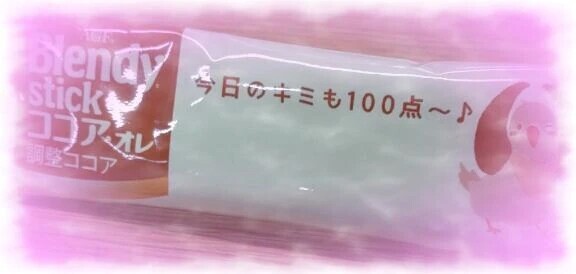 AGF
Blendy
stick
ココアオレ
調整ココア
今日のキミも100点～♪